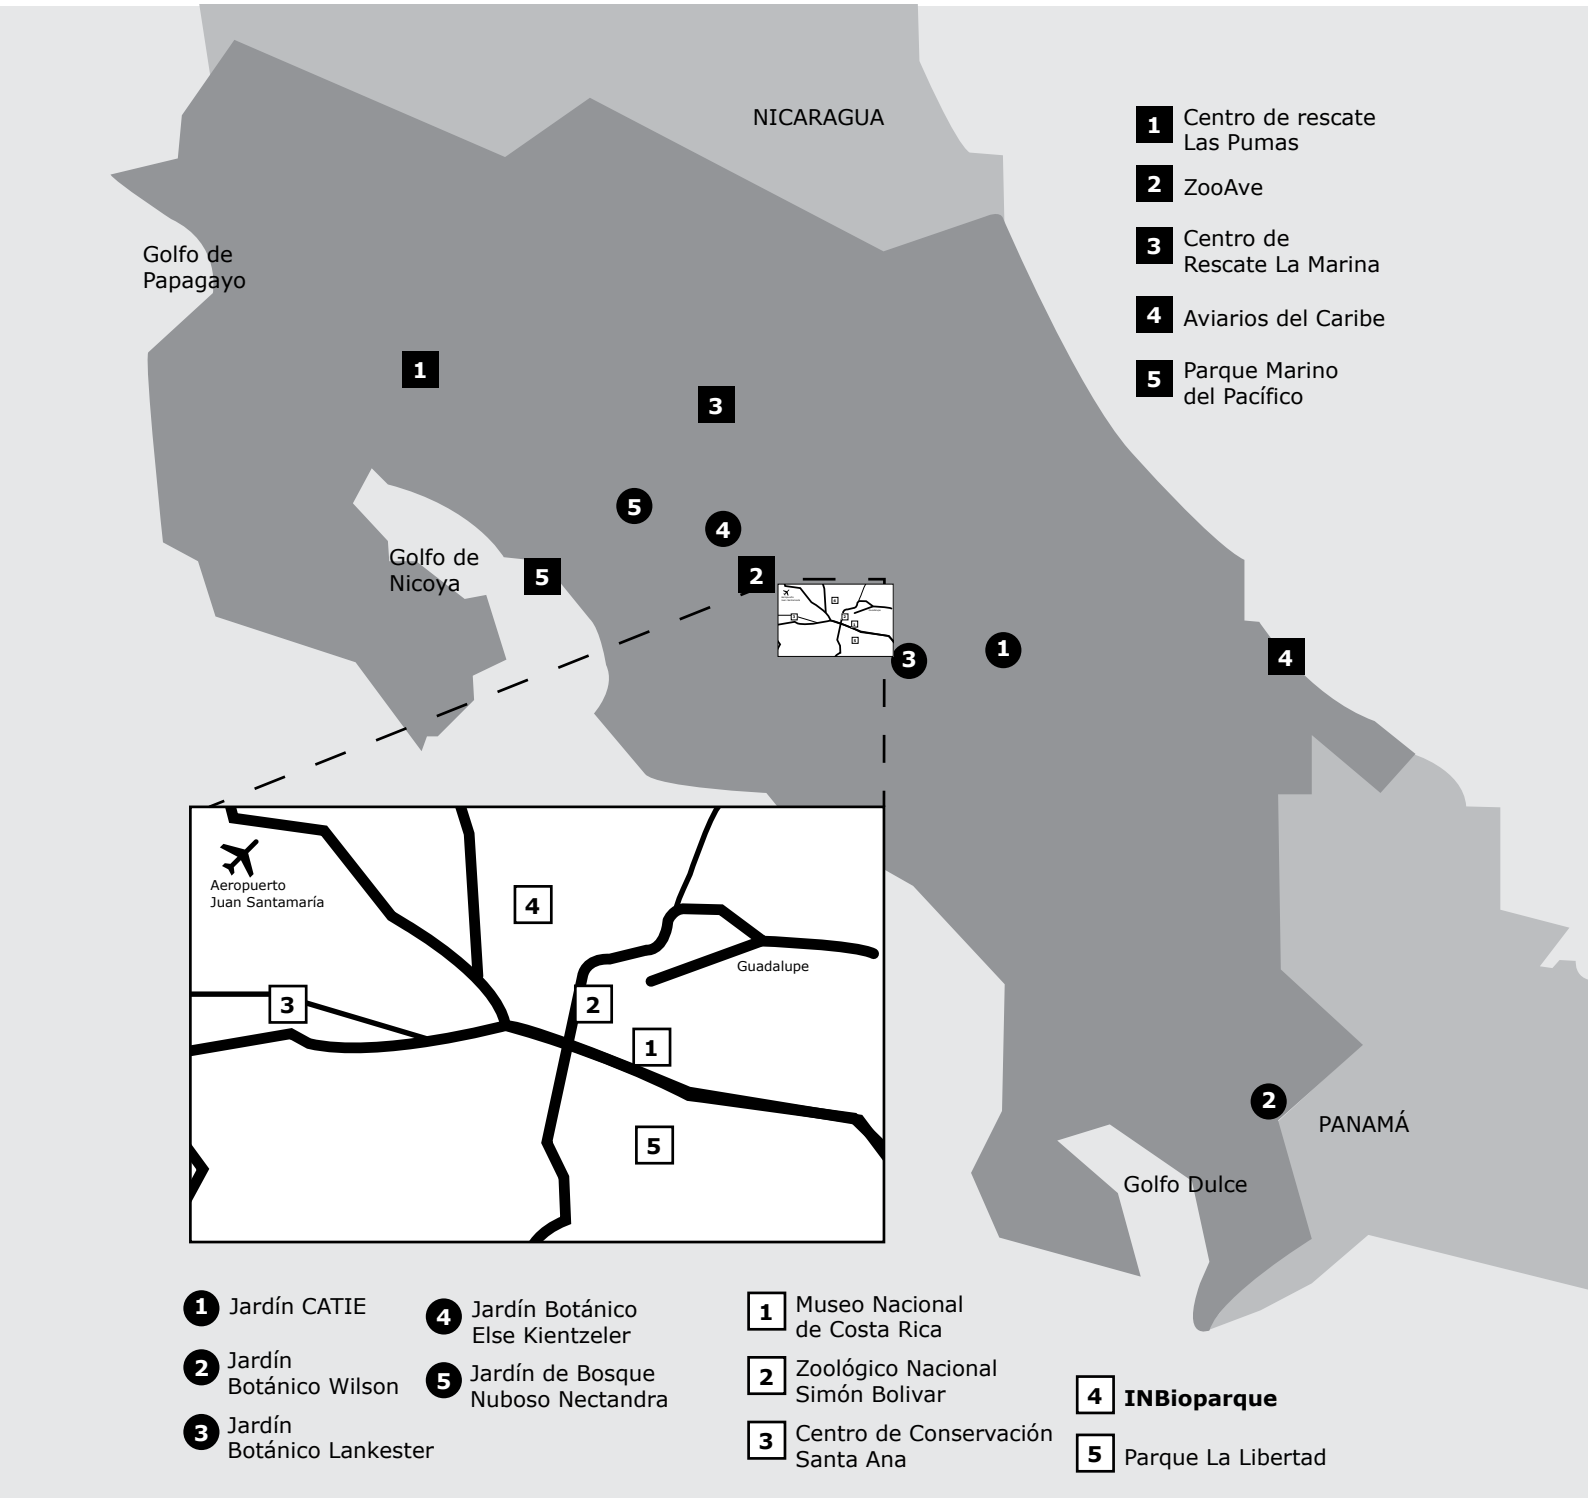 NICARAGUA
1
Centro de rescate
Las Pumas
2
ZooAve
3
Centro de
Rescate La Marina
4
Aviarios del Caribe
5
Parque Marino
del Pacífico
Golfo de
Papagayo
1
3
5
4
Golfo de
Nicoya
5
2
3
1
4
Aeropuerto
Juan Santamaría
4
Guadalupe
3
2
1
5
2
PANAMÁ
Golfo Dulce
1
Jardín CATIE
2
Jardín
Botánico Wilson
3
Jardín
Botánico Lankester
4
Jardín Botánico
Else Kientzeler
5
Jardín de Bosque
Nuboso Nectandra
1
Museo Nacional
de Costa Rica
2
Zoológico Nacional
Simón Bolivar
3
Centro de Conservación
Santa Ana
4
INBioparque
5
Parque La Libertad